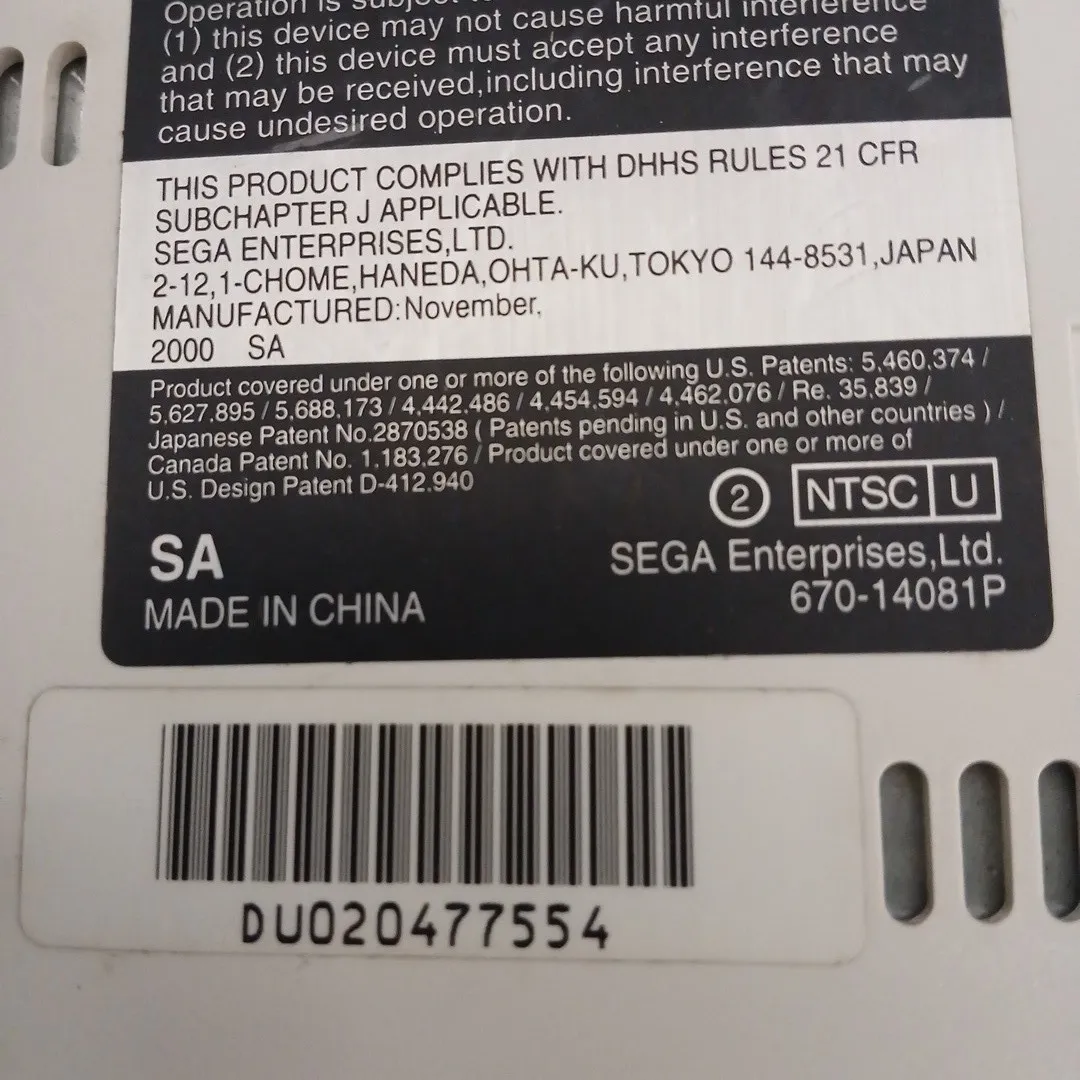 Operation is subject to
(1) this device may not cause harmful interference
and (2) this device must accept any interference
that may be received,including interference that may
cause undesired operation.
THIS PRODUCT COMPLIES WITH DHHS RULES 21 CFR
SUBCHAPTER J APPLICABLE.
SEGA ENTERPRISES,LTD.
2-12,1-CHOME,HANEDA,OHTA-KU,TOKYO 144-8531,JAPAN
MANUFACTURED:November,
2000 SA
Product covered under one or more of the following U.S. Patents: 5,460,374 /
5,627,895 / 5,688,173 / 4,442,486 / 4,454,594 / 4,462,076 / Re. 35,839 /
Japanese Patent No.2870538 ( Patents pending in U.S. and other countries ) /
Canada Patent No. 1,183,276 / Product covered under one or more of
U.S. Design Patent D-412,940
② NTSC U
SA
SEGA Enterprises,Ltd.
MADE IN CHINA
670-14081P
DU020477554